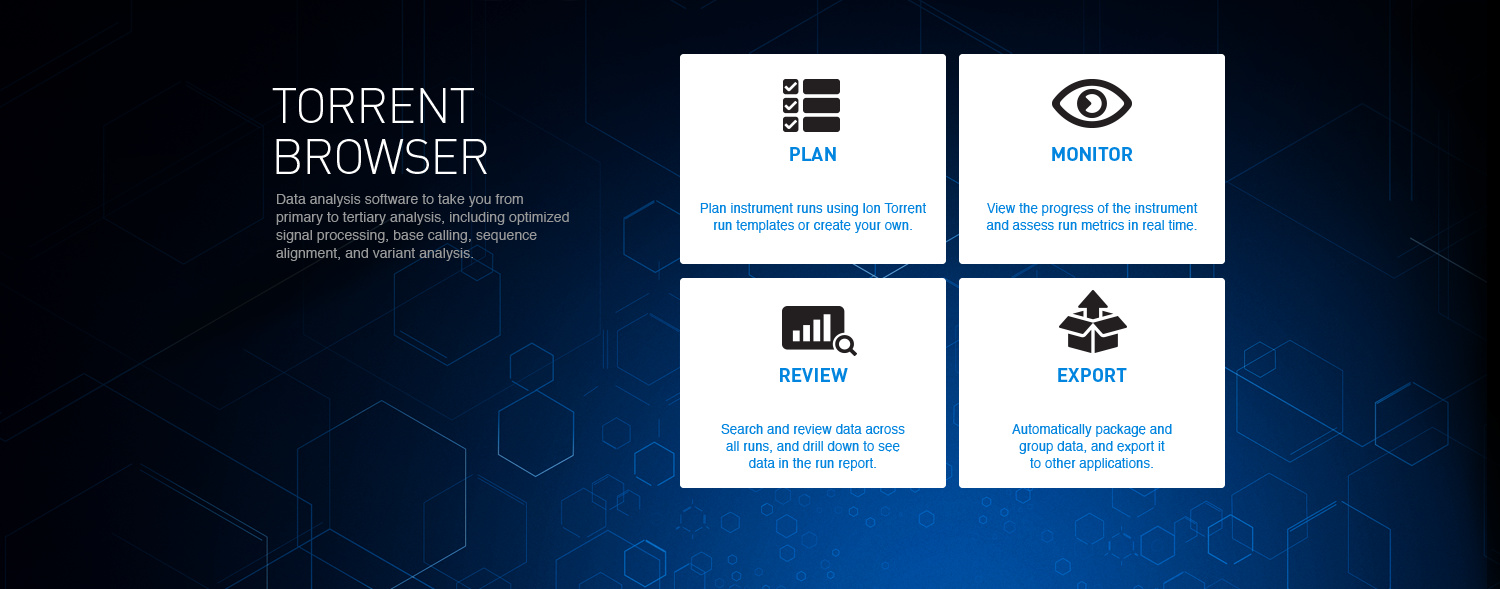 TORRENT
BROWSER
Data analysis software to take you from
primary to tertiary analysis, including optimized
signal processing, base calling, sequence
alignment, and variant analysis.
PLAN
Plan instrument runs using Ion Torrent
run templates or create your own.
MONITOR
View the progress of the instrument
and assess run metrics in real time.
REVIEW
Search and review data across
all runs, and drill down to see
data in the run report.
EXPORT
Automatically package and
group data, and export it
to other applications.